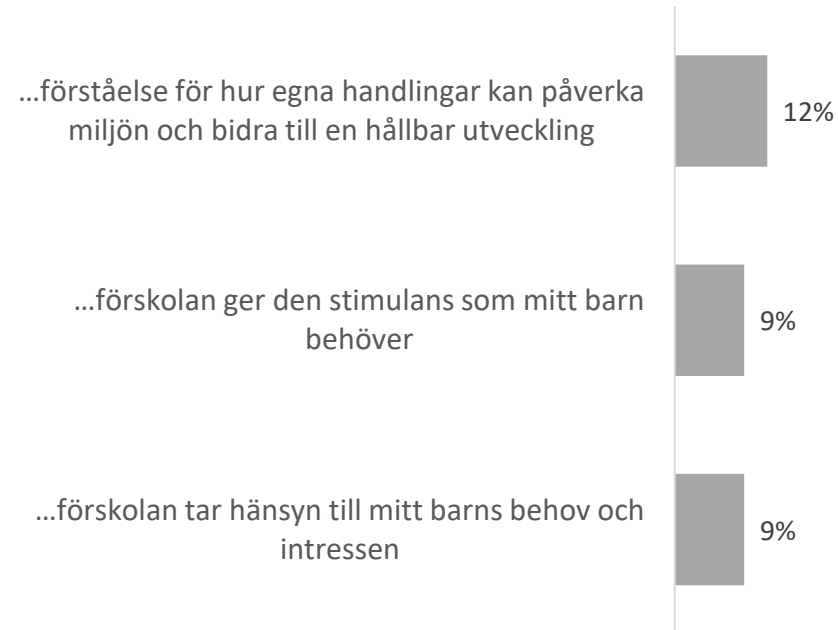 …förståelse för hur egna handlingar kan påverka
miljön och bidra till en hållbar utveckling
12%
…förskolan ger den stimulans som mitt barn
behöver
9%
…förskolan tar hänsyn till mitt barns behov och
intressen
9%